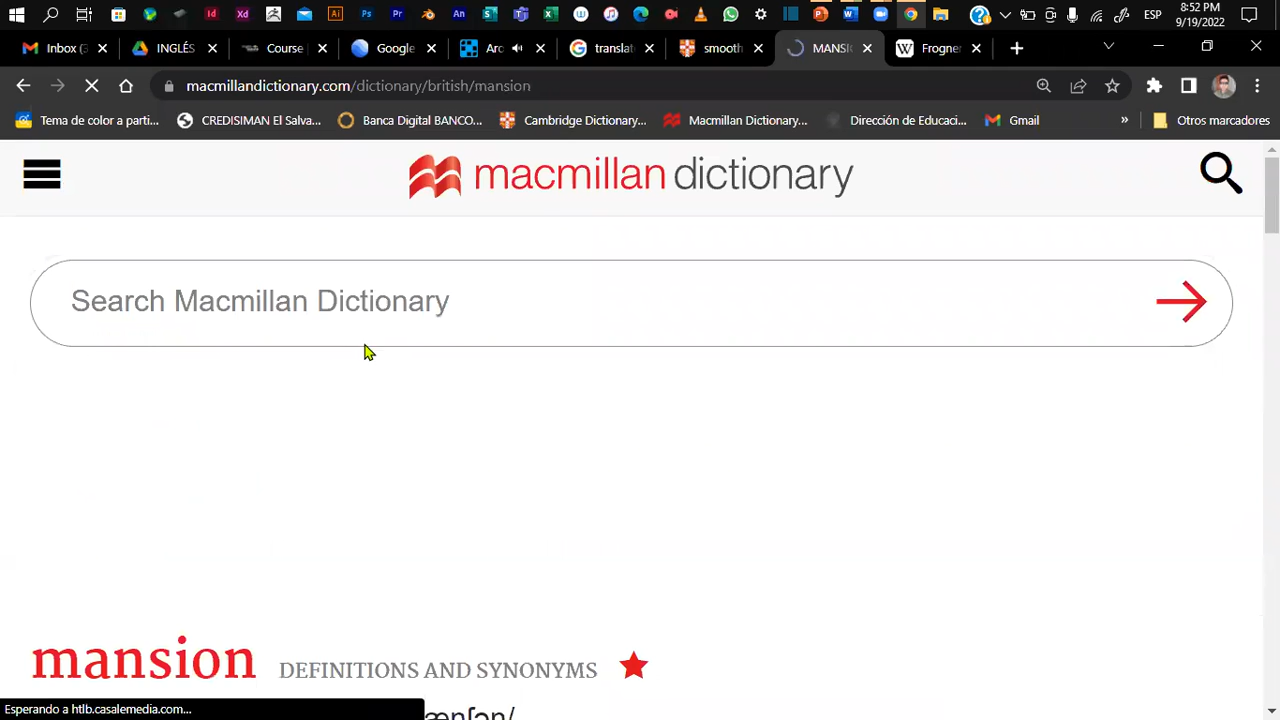 8:52 PM
ESP
9/19/2022
Inbox (3
INGLÉS
Course
Google
Arc
translat
smooth
MANSI
Frogner
macmillandictionary.com/dictionary/british/mansion
Tema de color a parti...
CREDISIMAN El Salva...
Banca Digital BANCO...
Cambridge Dictionary...
Macmillan Dictionary...
Dirección de Educaci...
Gmail
»
Otros marcadores
macmillan dictionary
Search Macmillan Dictionary
mansion DEFINITIONS AND SYNONYMS
Esperando a htlb.casalemedia.com...